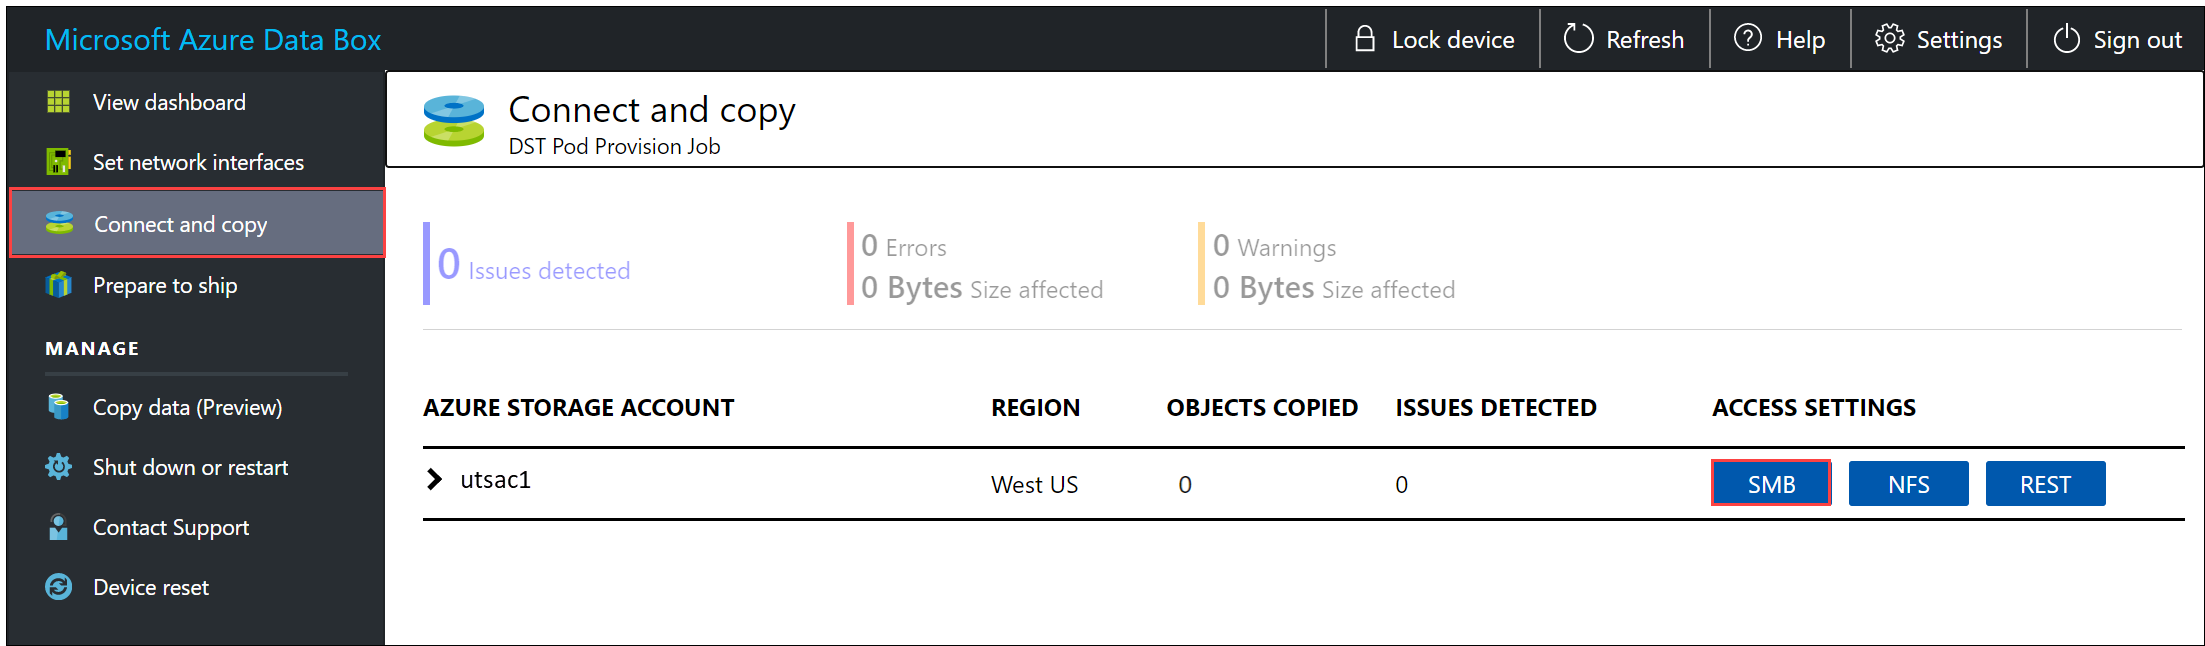 Microsoft Azure Data Box
Lock device
Refresh
Help
Settings
Sign out
View dashboard
Set network interfaces
Connect and copy
Prepare to ship
MANAGE
Copy data (Preview)
Shut down or restart
Contact Support
Device reset
Connect and copy
DST Pod Provision Job
0 Issues detected
0 Errors
0 Bytes Size affected
0 Warnings
0 Bytes Size affected
AZURE STORAGE ACCOUNT REGION OBJECTS COPIED ISSUES DETECTED ACCESS SETTINGS
utsac1 West US 0 0 SMB NFS REST